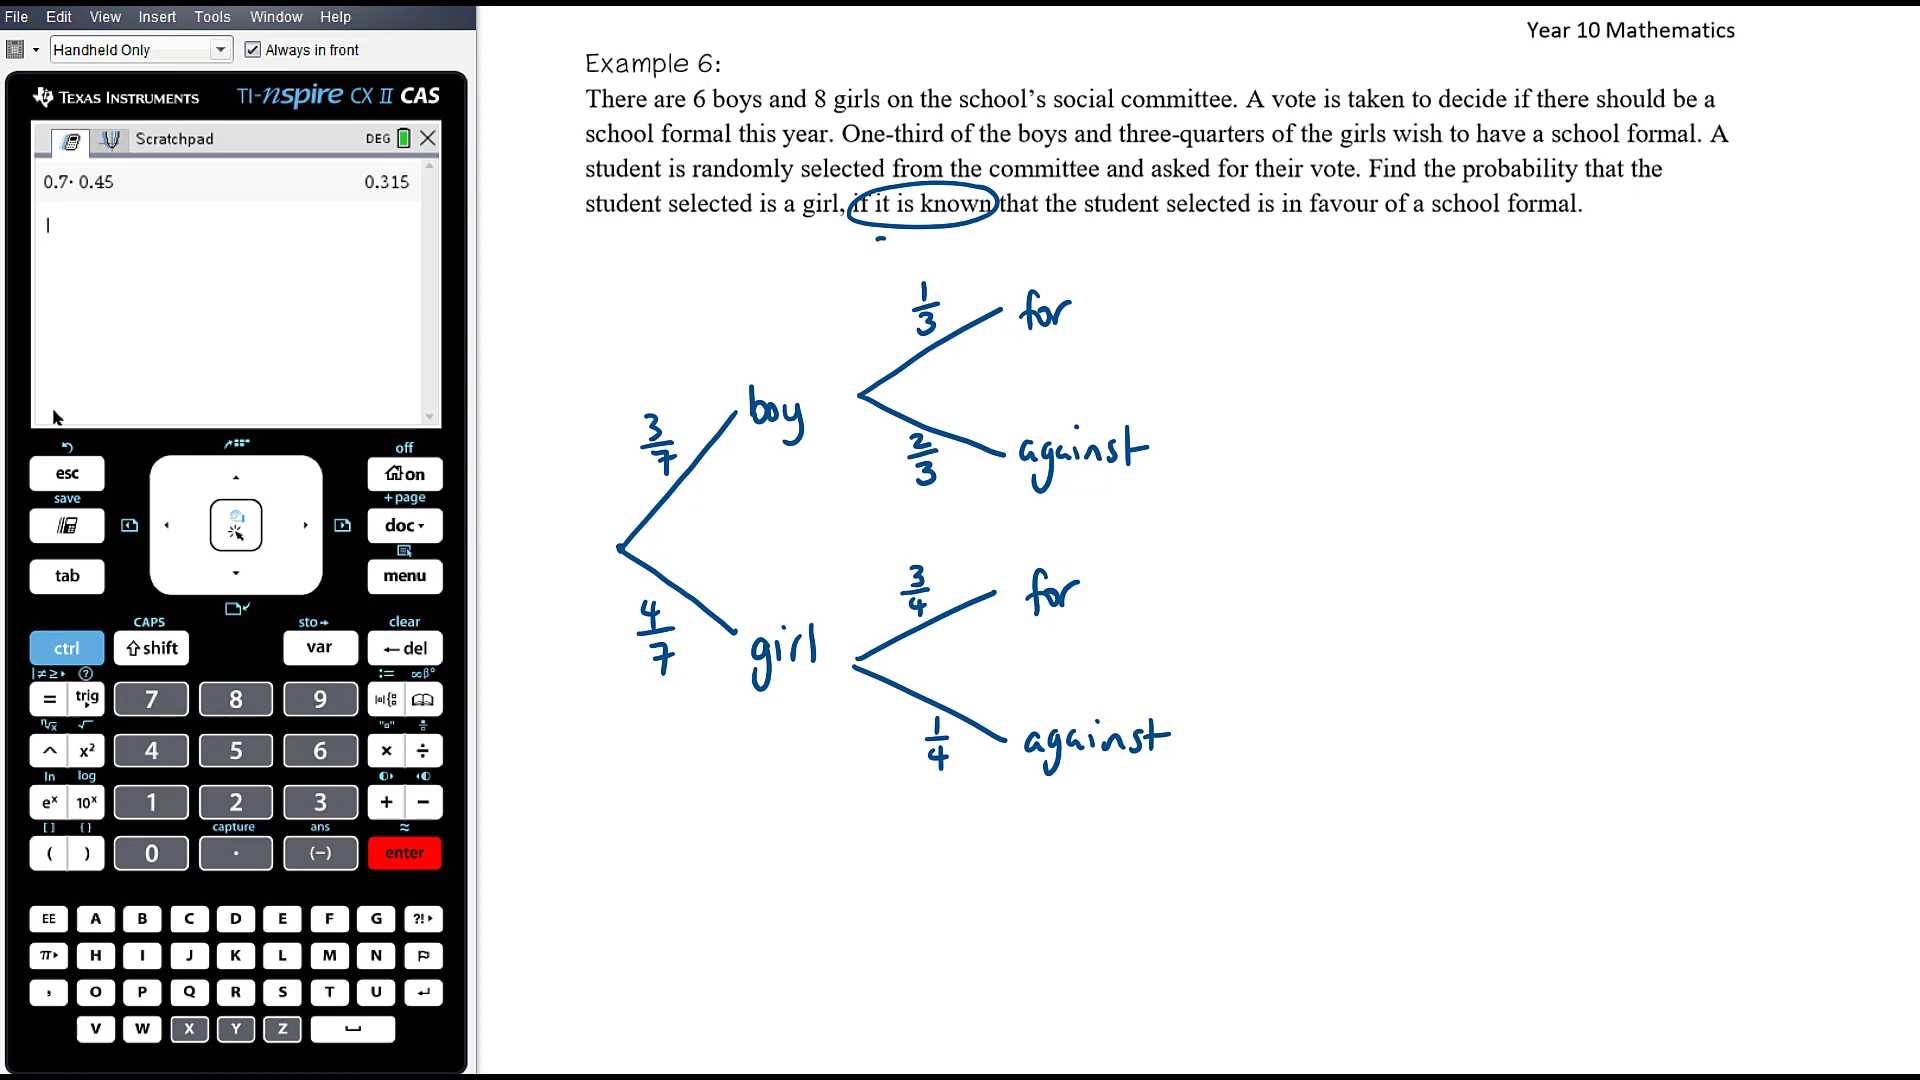 File Edit View Insert Tools Window Help
Handheld Only Always in front
TEXAS INSTRUMENTS TI-nspire CX II CAS
Scratchpad DEG
0.7· 0.45 0.315
off
esc on
save + page
doc
tab menu
CAPS sto→ clear
ctrl shift var ←del
|≠≥▸ ? := ∞β°
= trig 7 8 9 |□|{
ⁿ√x √ "□"
^ x² 4 5 6 × ÷
ln log
eˣ 10ˣ 1 2 3 + −
[ ] { } capture ans ≈
( ) 0 . (−) enter
EE A B C D E F G ?!▸
π▸ H I J K L M N
, O P Q R S T U ↵
V W X Y Z
Year 10 Mathematics
Example 6:
There are 6 boys and 8 girls on the school’s social committee. A vote is taken to decide if there should be a
school formal this year. One-third of the boys and three-quarters of the girls wish to have a school formal. A
student is randomly selected from the committee and asked for their vote. Find the probability that the
student selected is a girl, if it is known that the student selected is in favour of a school formal.
1/3 for
3/7 boy
2/3 against
3/4 for
4/7 girl
1/4 against